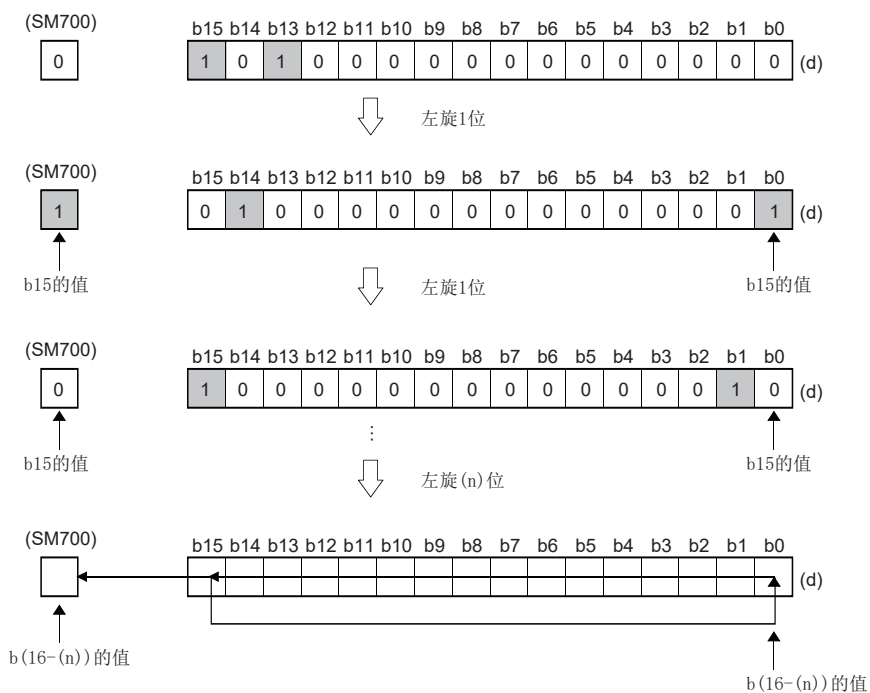 (SM700)
b15 b14 b13 b12 b11 b10 b9 b8 b7 b6 b5 b4 b3 b2 b1 b0
0 1 0 1 0 0 0 0 0 0 0 0 0 0 0 0 0 (d)
左旋1位
(SM700)
b15 b14 b13 b12 b11 b10 b9 b8 b7 b6 b5 b4 b3 b2 b1 b0
1 0 1 0 0 0 0 0 0 0 0 0 0 0 0 0 1 (d)
b15的值 b15的值
左旋1位
(SM700)
b15 b14 b13 b12 b11 b10 b9 b8 b7 b6 b5 b4 b3 b2 b1 b0
0 1 0 0 0 0 0 0 0 0 0 0 0 0 0 1 0 (d)
b15的值 b15的值
⋮
左旋(n)位
(SM700)
b15 b14 b13 b12 b11 b10 b9 b8 b7 b6 b5 b4 b3 b2 b1 b0
(d)
b(16-(n))的值
b(16-(n))的值